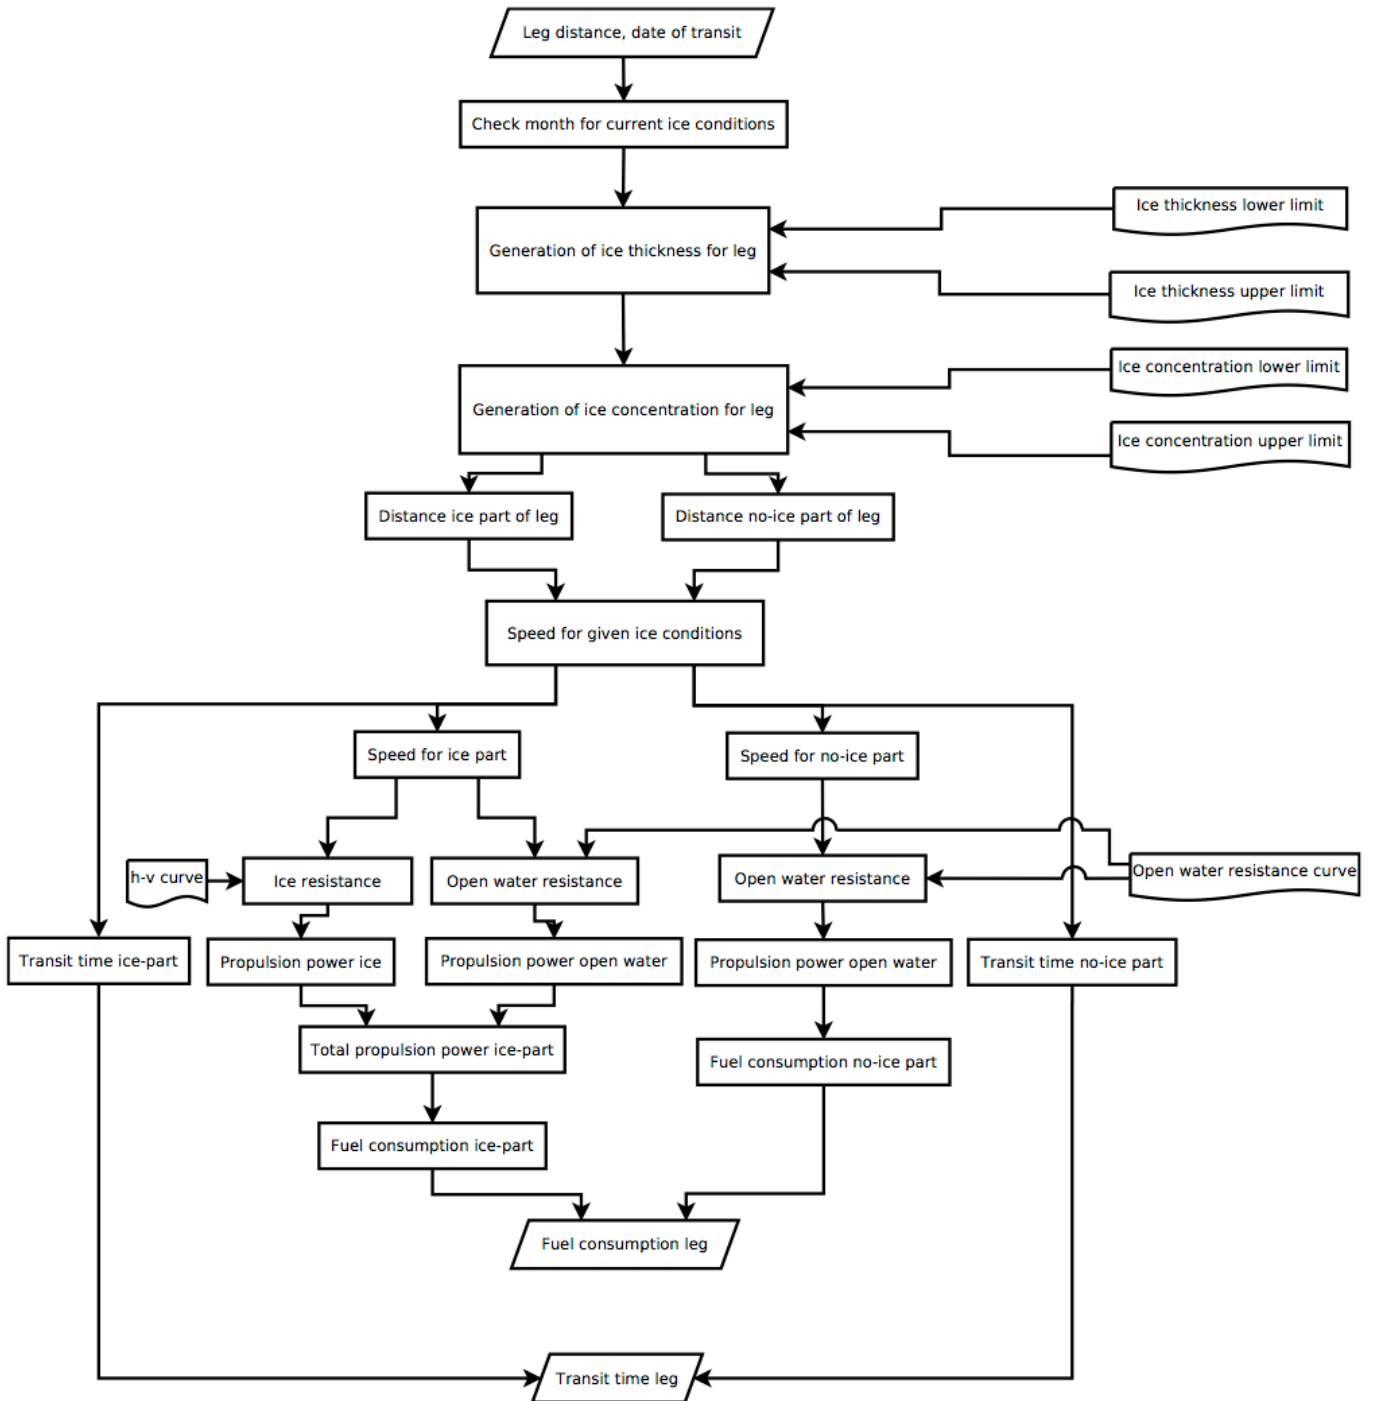 Leg distance, date of transit
Check month for current ice conditions
Ice thickness lower limit
Generation of ice thickness for leg
Ice thickness upper limit
Ice concentration lower limit
Generation of ice concentration for leg
Ice concentration upper limit
Distance ice part of leg
Distance no-ice part of leg
Speed for given ice conditions
Speed for ice part
Speed for no-ice part
h-v curve
Ice resistance
Open water resistance
Open water resistance
Open water resistance curve
Transit time ice-part
Propulsion power ice
Propulsion power open water
Propulsion power open water
Transit time no-ice part
Total propulsion power ice-part
Fuel consumption no-ice part
Fuel consumption ice-part
Fuel consumption leg
Transit time leg